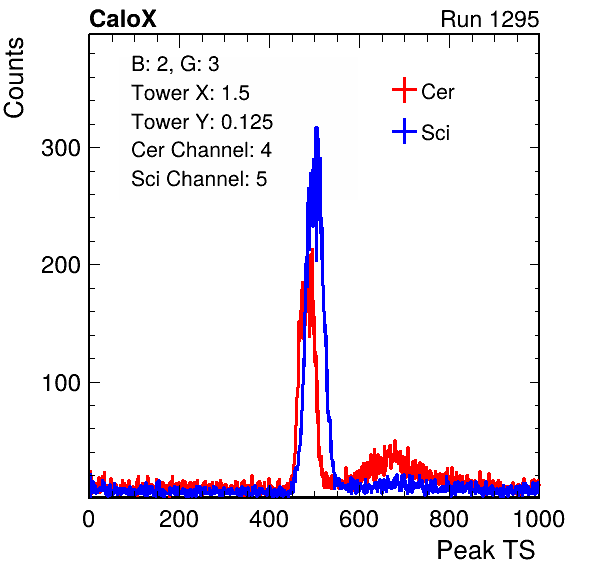 CaloX Run 1295
Counts
B: 2, G: 3
Tower X: 1.5
Tower Y: 0.125
Cer Channel: 4
Sci Channel: 5
Cer
Sci
300
200
100
0 200 400 600 800 1000
Peak TS